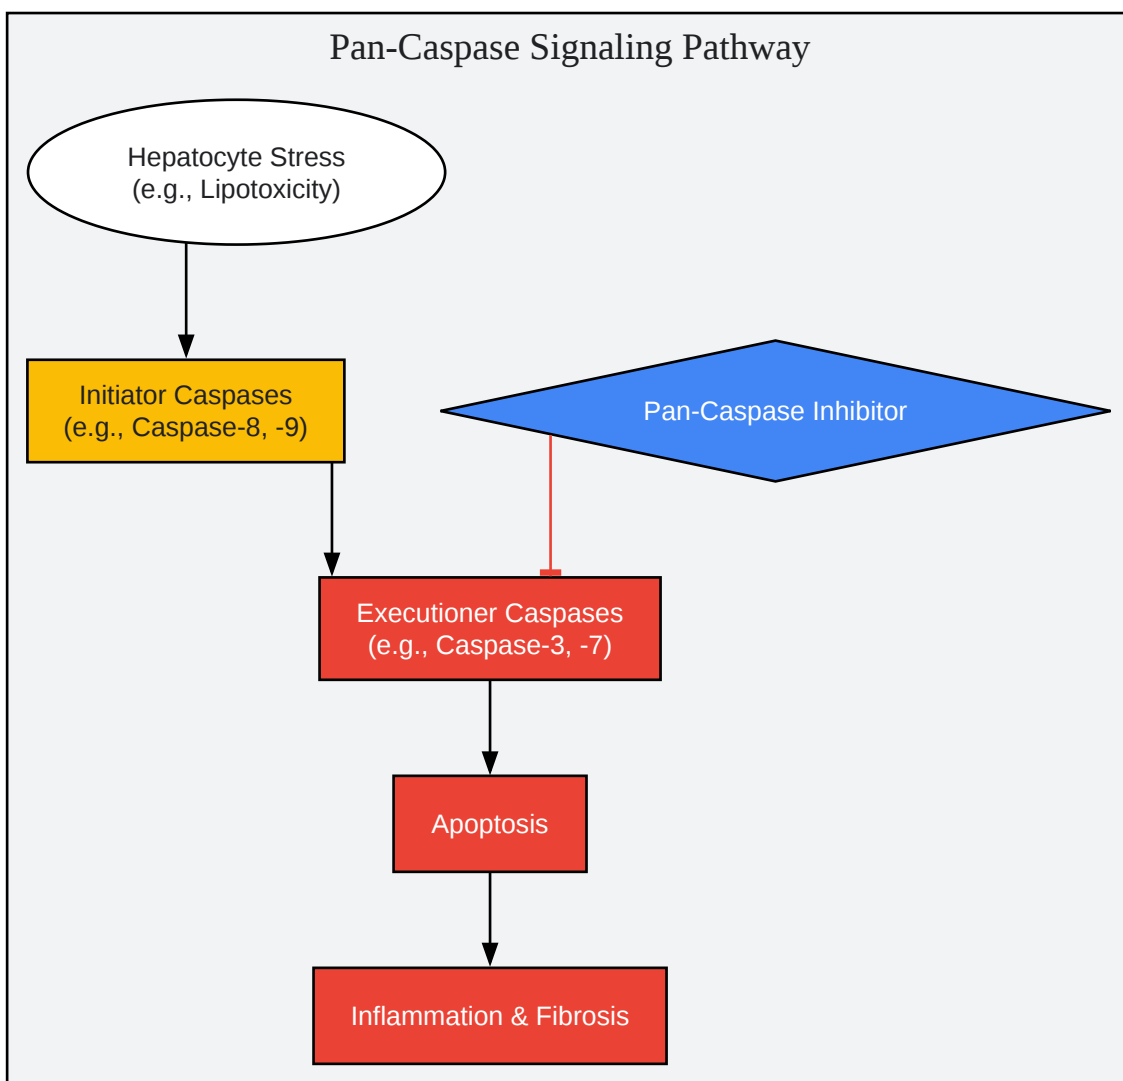 Pan-Caspase Signaling Pathway
Hepatocyte Stress
(e.g., Lipotoxicity)
Initiator Caspases
(e.g., Caspase-8, -9)
Pan-Caspase Inhibitor
Executioner Caspases
(e.g., Caspase-3, -7)
Apoptosis
Inflammation & Fibrosis